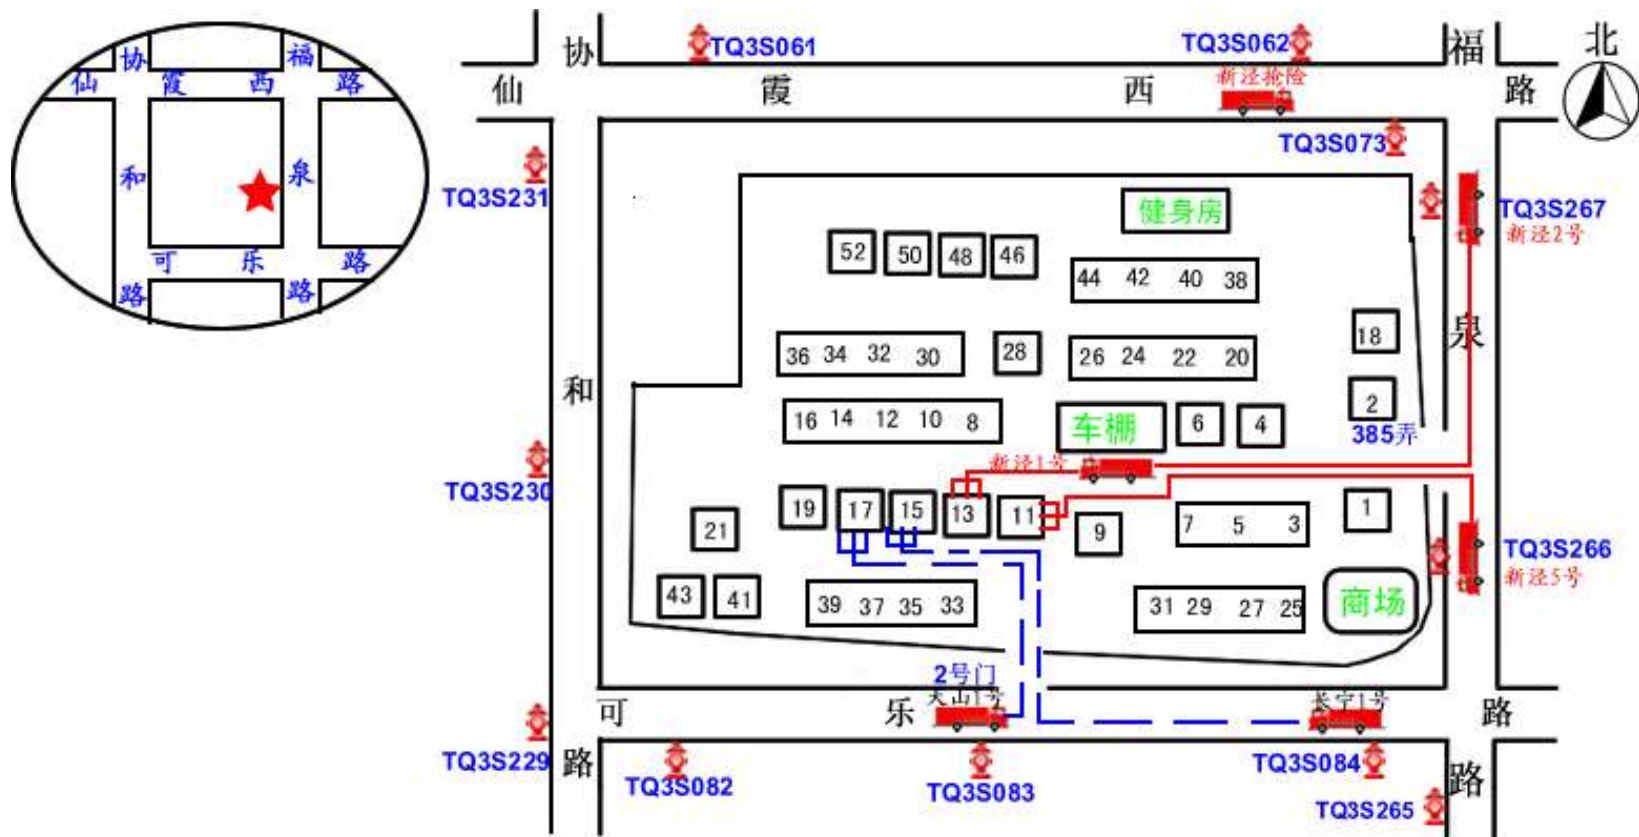 协
福
仙 霞 西 路
和
泉
可 乐 路
路
路
协
TQ3S061
TQ3S062
福
北
仙
霞
西
新泾抢险
路
TQ3S073
TQ3S231
健身房
TQ3S267
新泾2号
52
50
48
46
44 42 40 38
18
泉
36 34 32 30
28
26 24 22 20
和
2
385弄
16 14 12 10 8
车棚
6
4
新泾1号
TQ3S230
19
17
15
13
11
9
7 5 3
1
21
TQ3S266
新泾5号
43
41
39 37 35 33
31 29 27 25
商场
2号门
天山1号
长宁1号
可
乐
路
TQ3S229
路
TQ3S082
TQ3S083
TQ3S084
TQ3S265
路